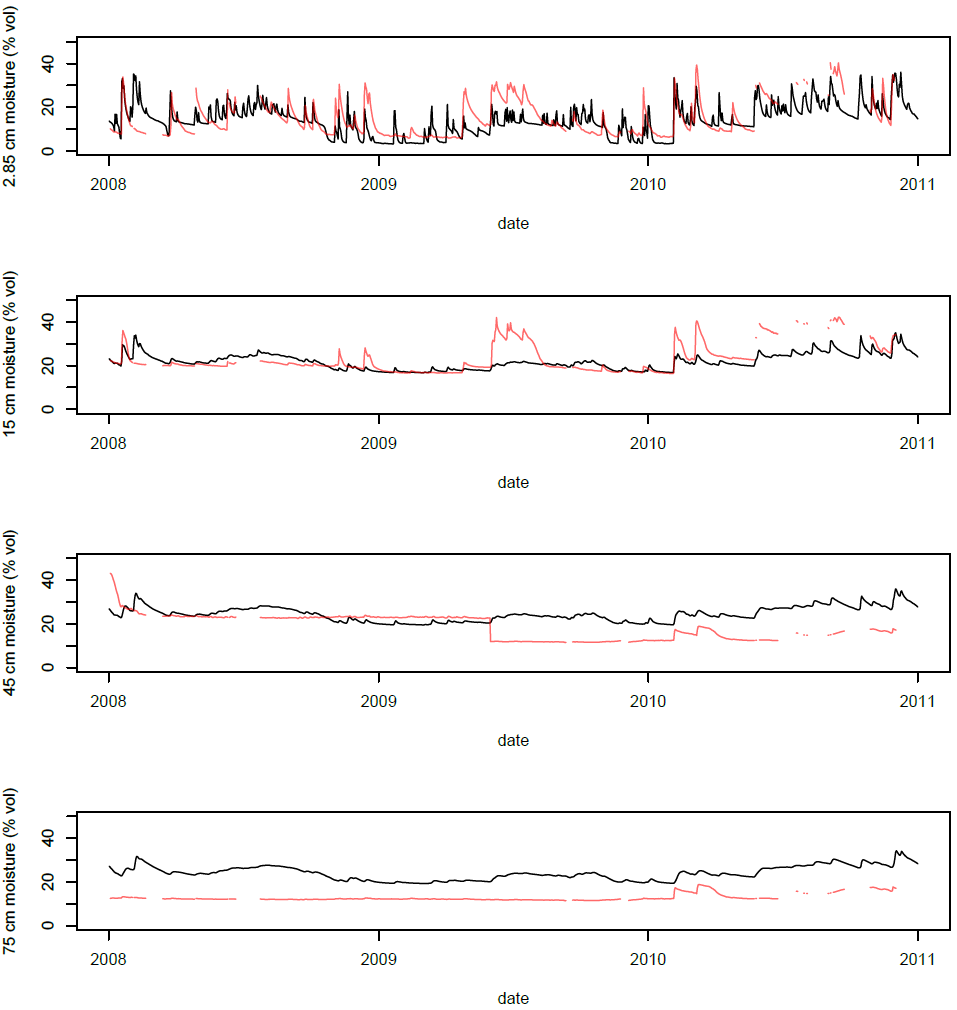 2.85 cm moisture (% vol)
0 20 40
2008 2009 2010 2011
date
15 cm moisture (% vol)
0 20 40
2008 2009 2010 2011
date
45 cm moisture (% vol)
0 20 40
2008 2009 2010 2011
date
75 cm moisture (% vol)
0 20 40
2008 2009 2010 2011
date